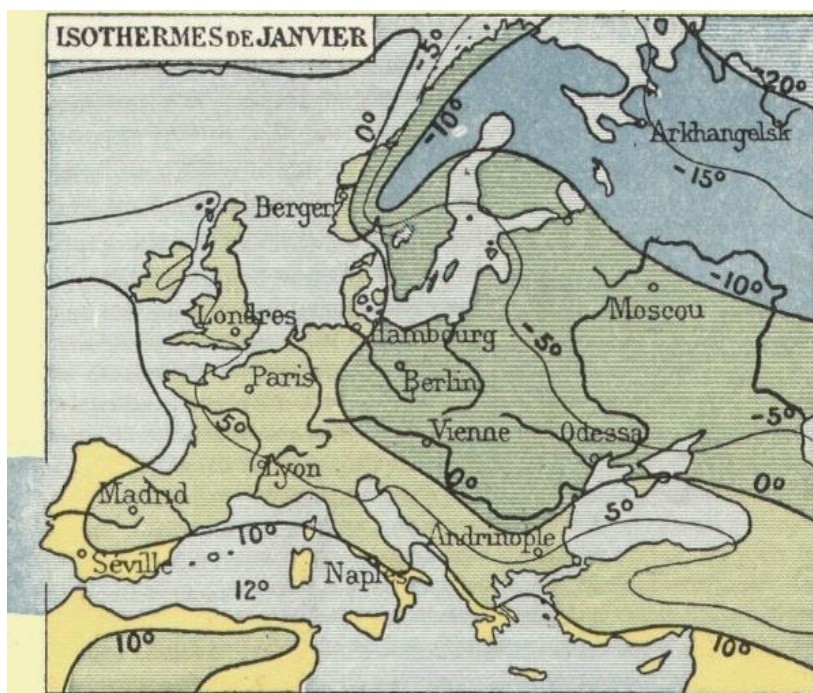 ISOTHERMES DE JANVIER
-5°
0°
-10°
-20°
Arkhangelsk
-15°
Bergen
-10°
Moscou
Londres
Hambourg
-5°
Paris
Berlin
5°
Vienne
Odessa
-5°
Lyon
0°
0°
Madrid
5°
10°
Andrinople
Séville
12°
Naples
10°
10°